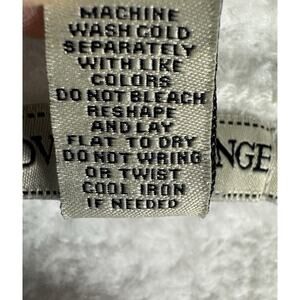 MACHINE
WASH COLD
SEPARATELY
WITH LIKE
COLORS
DO NOT BLEACH
RESHAPE
AND LAY
FLAT TO DRY
DO NOT WRING
OR TWIST
COOL IRON
IF NEEDED